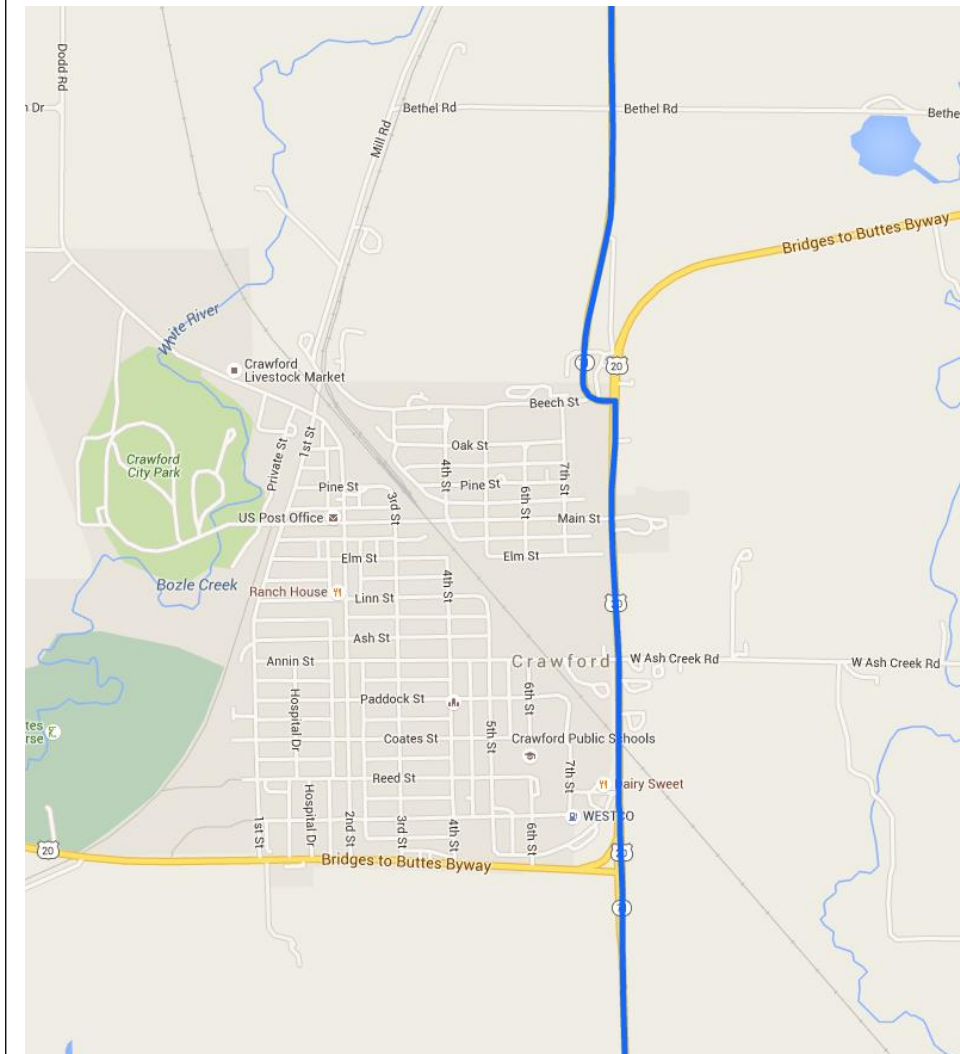 Dodd Rd
Dr
Mill Rd
Bethel Rd
Bethel Rd
Bethe
Bridges to Buttes Byway
White River
Crawford
Livestock Market
20
Beech St
Crawford
City Park
Private St
1st St
Oak St
4th St
7th St
Pine St
Pine St
3rd St
6th St
US Post Office
Main St
Elm St
Elm St
Bozle Creek
4th St
Ranch House
Linn St
20
Ash St
Annin St
Crawford
W Ash Creek Rd
W Ash Creek Rd
Hospital Dr
Paddock St
6th St
tes
rse
Coates St
5th St
Crawford Public Schools
Reed St
7th St
Dairy Sweet
Hospital Dr
1st St
2nd St
3rd St
4th St
6th St
WESTCO
20
Bridges to Buttes Byway
20